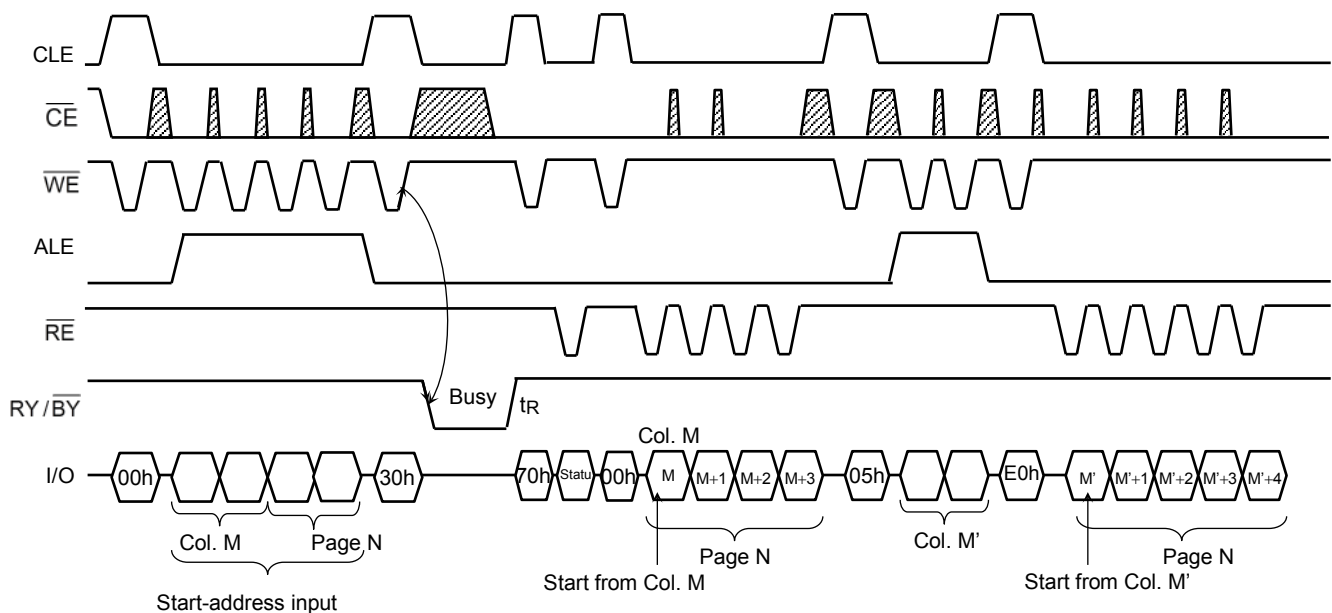 CLE
CE
WE
ALE
RE
RY/BY Busy tR
Col. M
I/O 00h 30h 70h Statu 00h M M+1 M+2 M+3 05h E0h M' M'+1 M'+2 M'+3 M'+4
Col. M Page N Page N Col. M' Page N
Start from Col. M Start from Col. M'
Start-address input